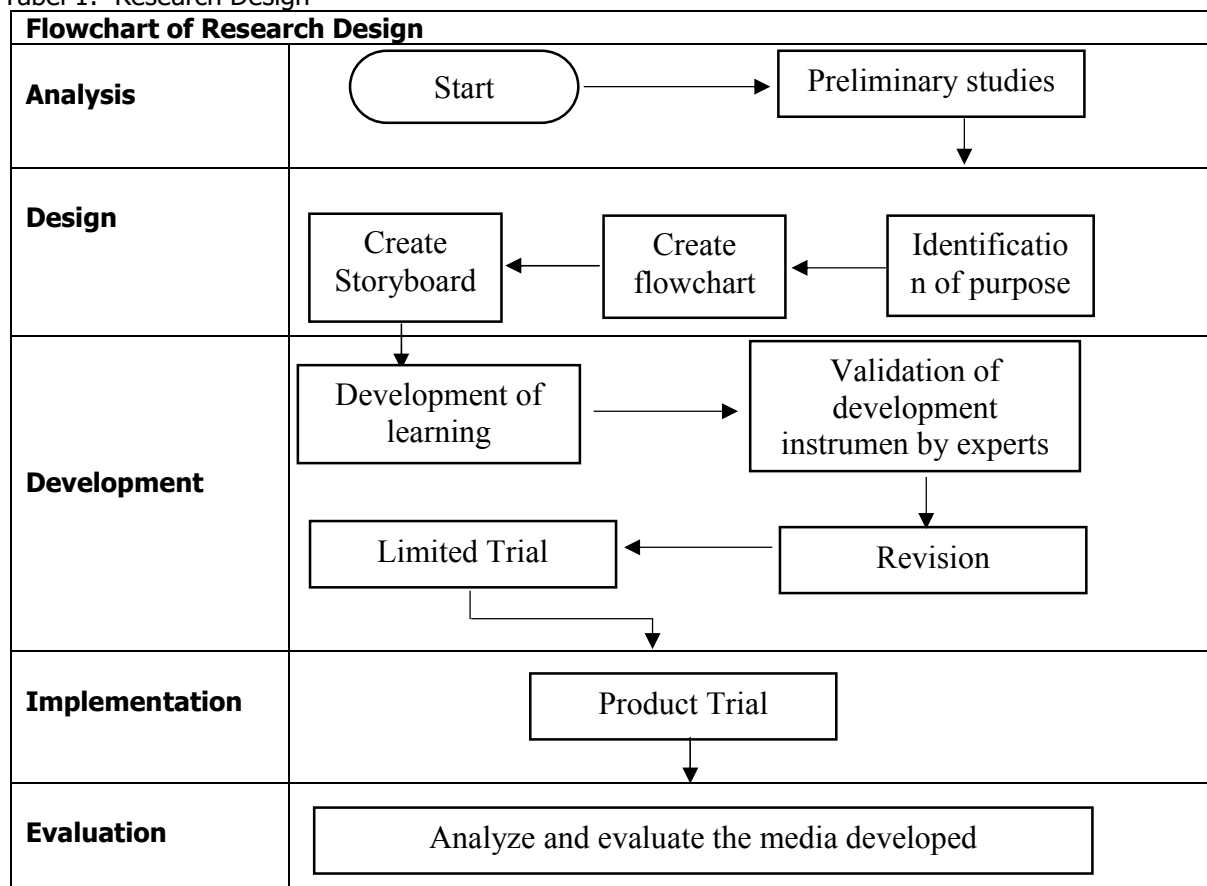 Tabel 1. Research Design
Flowchart of Research Design
Analysis
Start
Preliminary studies
Design
Create
Storyboard
Create
flowchart
Identificatio
n of purpose
Development
Development of
learning
Validation of
development
instrumen by experts
Limited Trial
Revision
Implementation
Product Trial
Evaluation
Analyze and evaluate the media developed